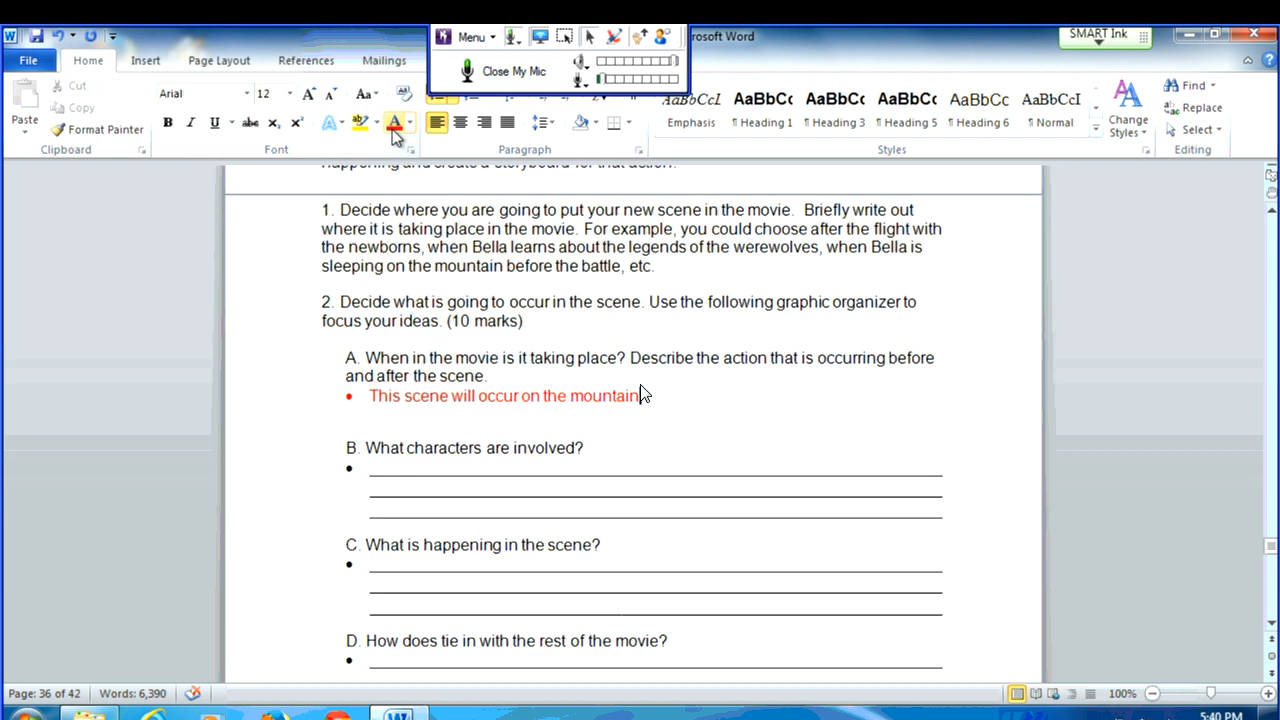 Menu
rosoft Word
SMART Ink
Close My Mic
File
Home
Insert
Page Layout
References
Mailings
Cut
Copy
Paste
Format Painter
Clipboard
Arial
12
Font
Paragraph
AaBbCcI
Emphasis
AaBbCc
Heading 1
AaBbCc
Heading 3
AaBbCc
Heading 5
AaBbCc
Heading 6
AaBbCcI
Normal
Change
Styles
Styles
Find
Replace
Select
Editing
happening and create a storyboard for that action.
1. Decide where you are going to put your new scene in the movie. Briefly write out
where it is taking place in the movie. For example, you could choose after the flight with
the newborns, when Bella learns about the legends of the werewolves, when Bella is
sleeping on the mountain before the battle, etc.
2. Decide what is going to occur in the scene. Use the following graphic organizer to
focus your ideas. (10 marks)
A. When in the movie is it taking place? Describe the action that is occurring before
and after the scene.
• This scene will occur on the mountain
B. What characters are involved?
C. What is happening in the scene?
D. How does tie in with the rest of the movie?
Page: 36 of 42
Words: 6,390
100%
5:40 PM